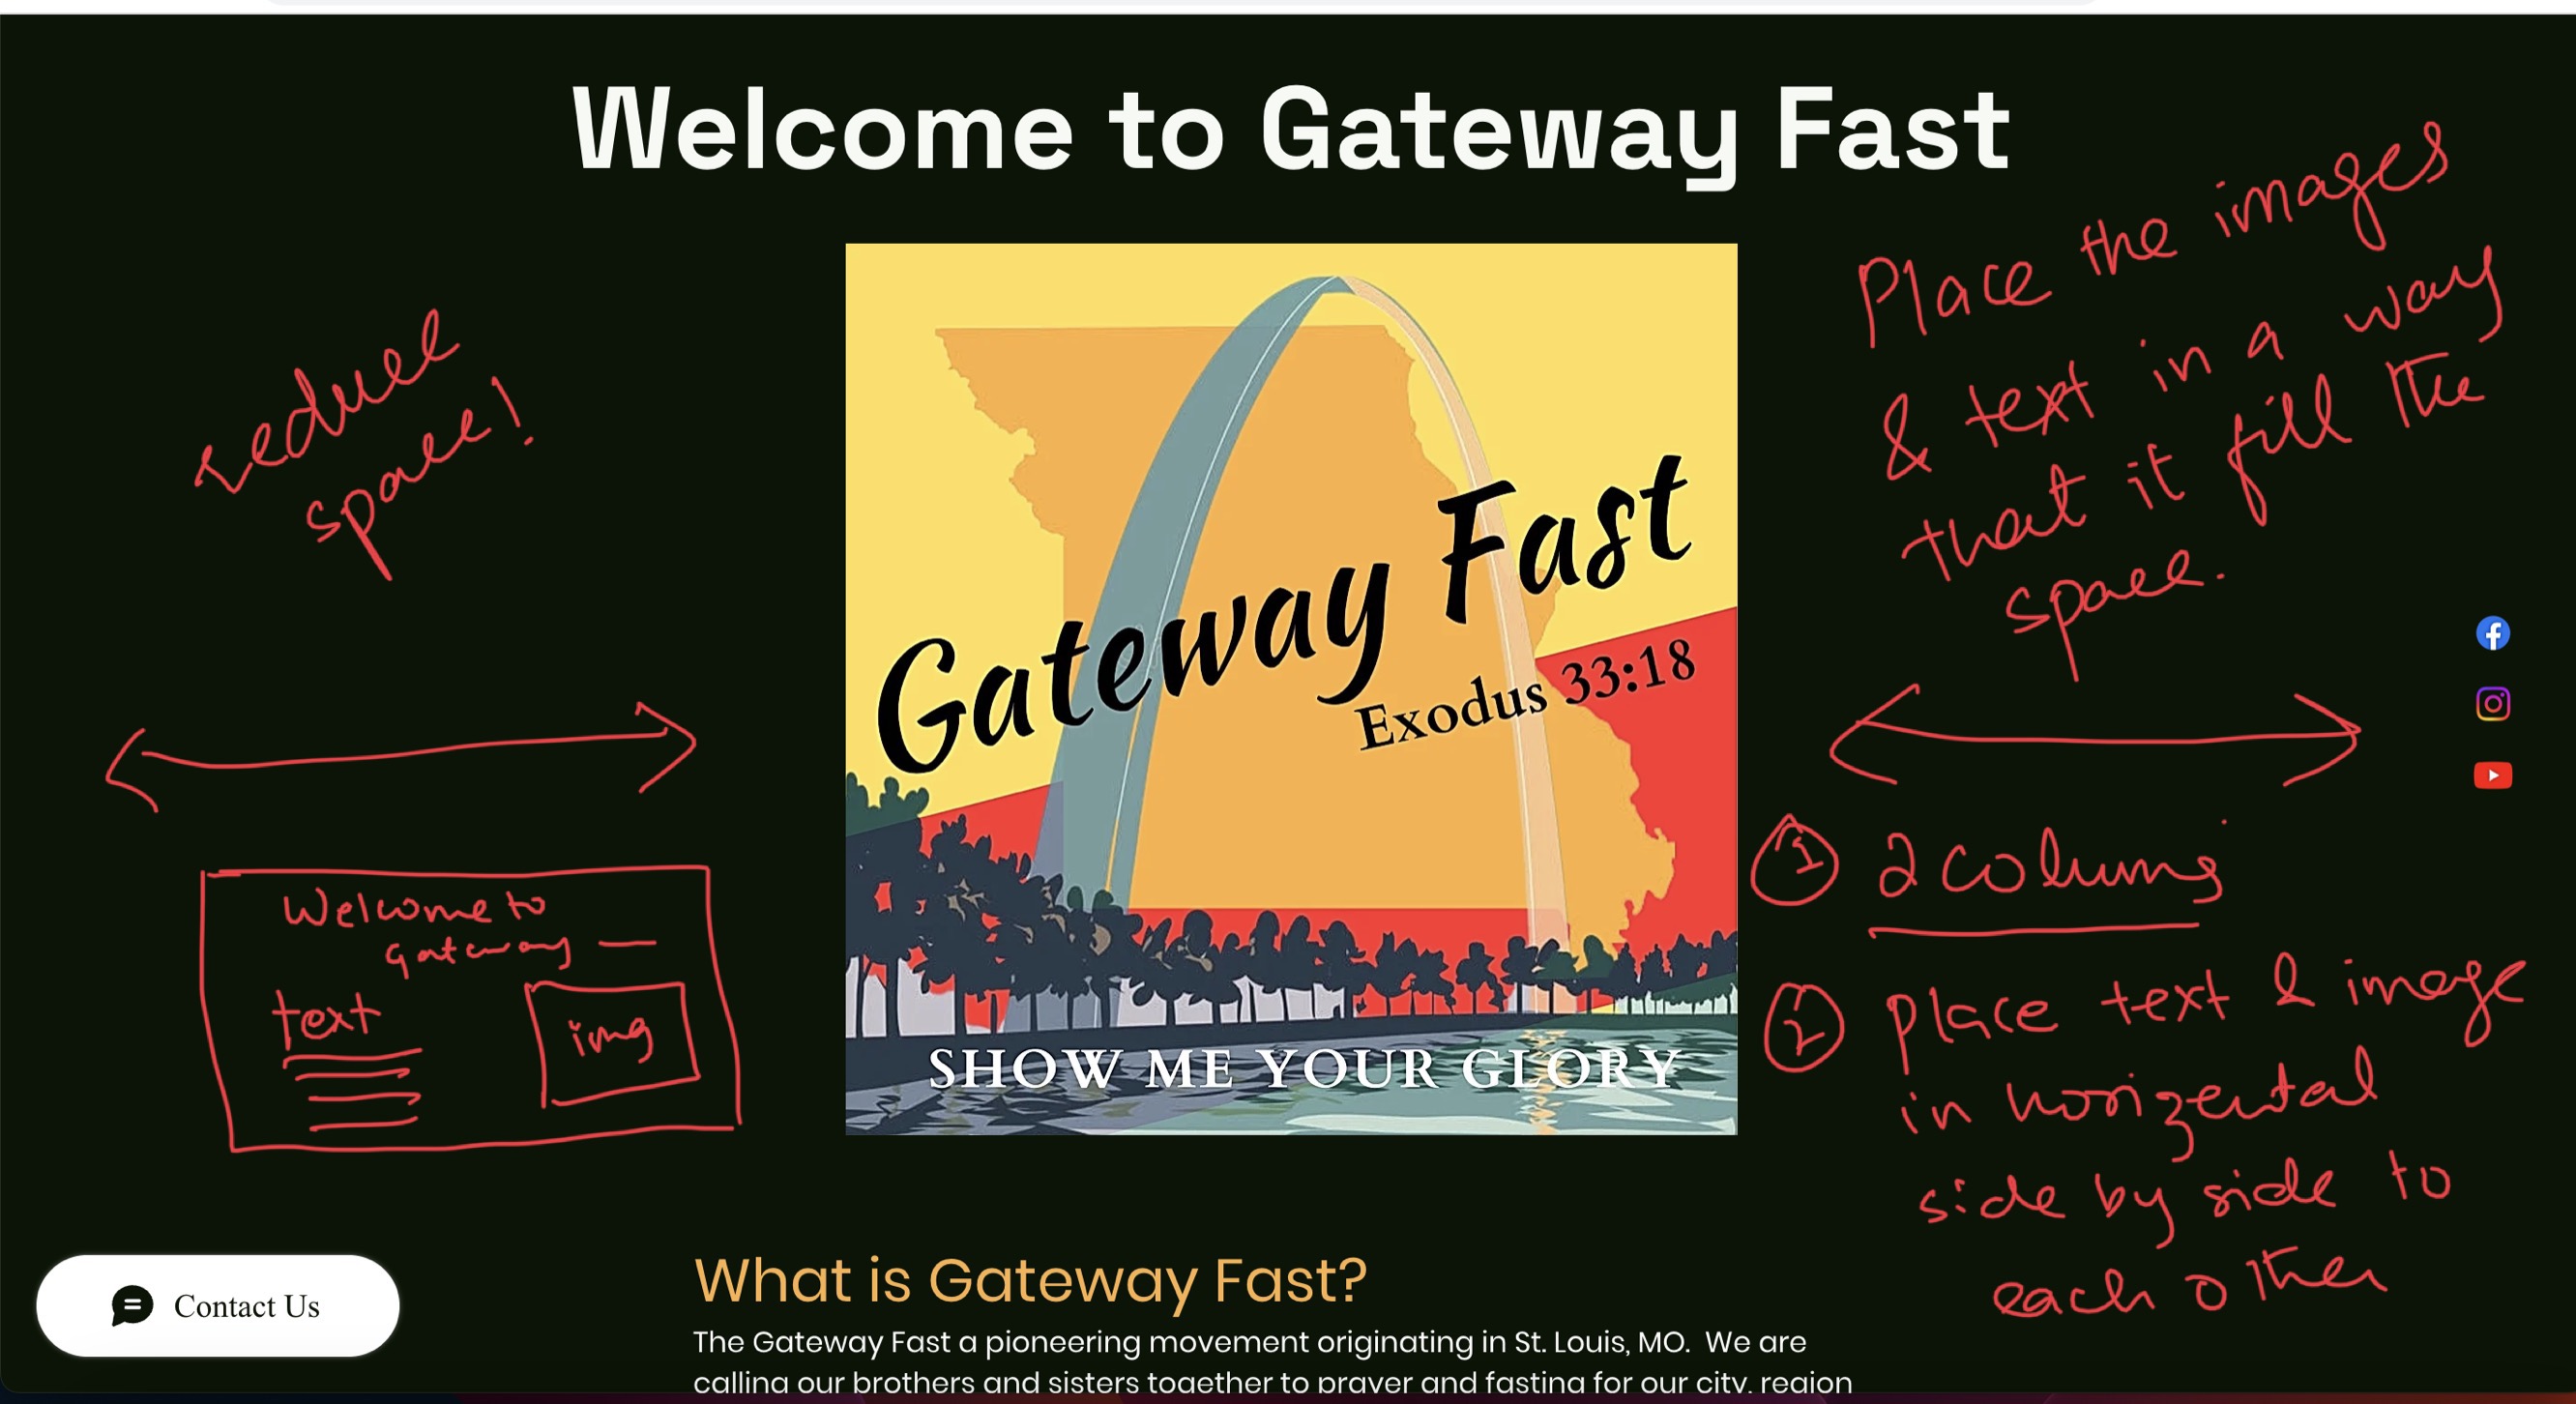 Welcome to Gateway Fast
reduce
space!
Place the images
& text in a way
that it fill the
space.
Gateway Fast
Exodus 33:18
SHOW ME YOUR GLORY
Welcome to
Gateway
text
img
1 2 Colums
2 place text & image
in horizental
side by side to
each other
Contact Us
What is Gateway Fast?
The Gateway Fast a pioneering movement originating in St. Louis, MO. We are
calling our brothers and sisters together to prayer and fasting for our city, region